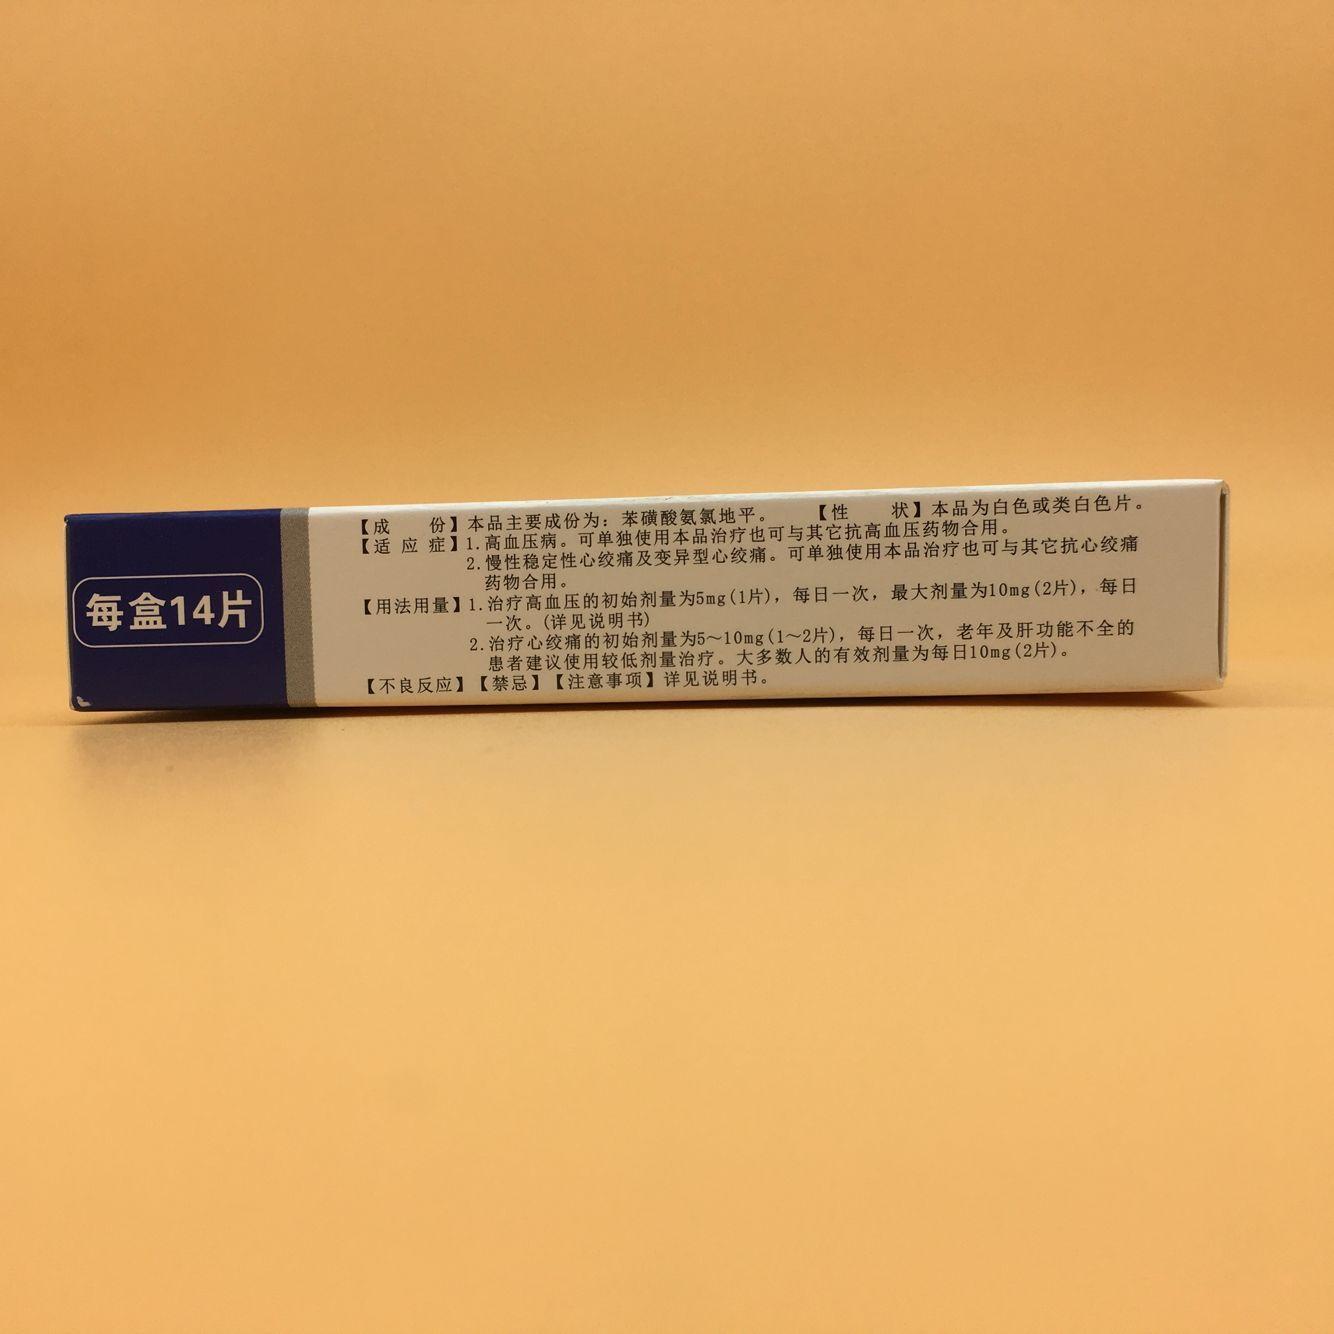 每盒14片
【成 份】本品主要成份为：苯磺酸氨氯地平。 【性 状】本品为白色或类白色片。
【适 应 症】1.高血压病。可单独使用本品治疗也可与其它抗高血压药物合用。
2.慢性稳定性心绞痛及变异型心绞痛。可单独使用本品治疗也可与其它抗心绞痛
药物合用。
【用法用量】1.治疗高血压的初始剂量为5mg(1片)，每日一次，最大剂量为10mg(2片)，每日
一次。(详见说明书)
2.治疗心绞痛的初始剂量为5～10mg(1～2片)，每日一次，老年及肝功能不全的
患者建议使用较低剂量治疗。大多数人的有效剂量为每日10mg(2片)。
【不良反应】【禁忌】【注意事项】详见说明书。